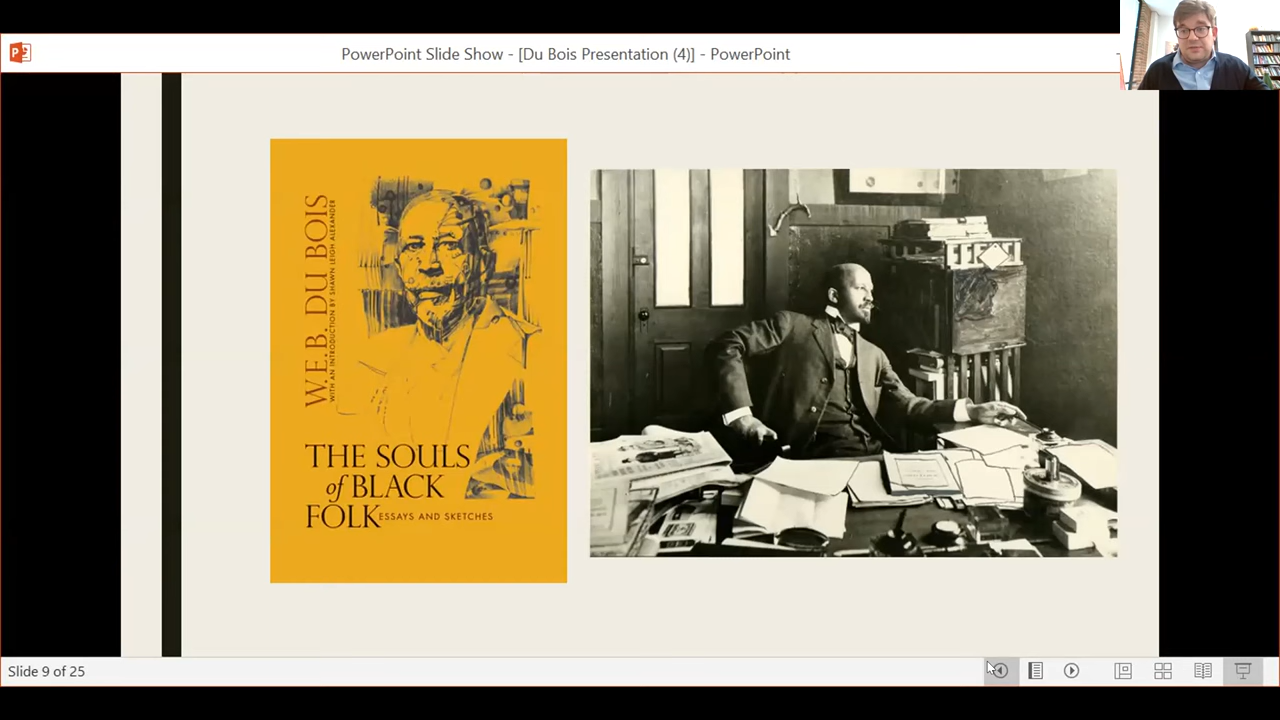 PowerPoint Slide Show - [Du Bois Presentation (4)] - PowerPoint
W.E.B. DU BOIS
WITH AN INTRODUCTION BY SHAWN LEIGH ALEXANDER
THE SOULS
of BLACK
FOLK ESSAYS AND SKETCHES
Slide 9 of 25